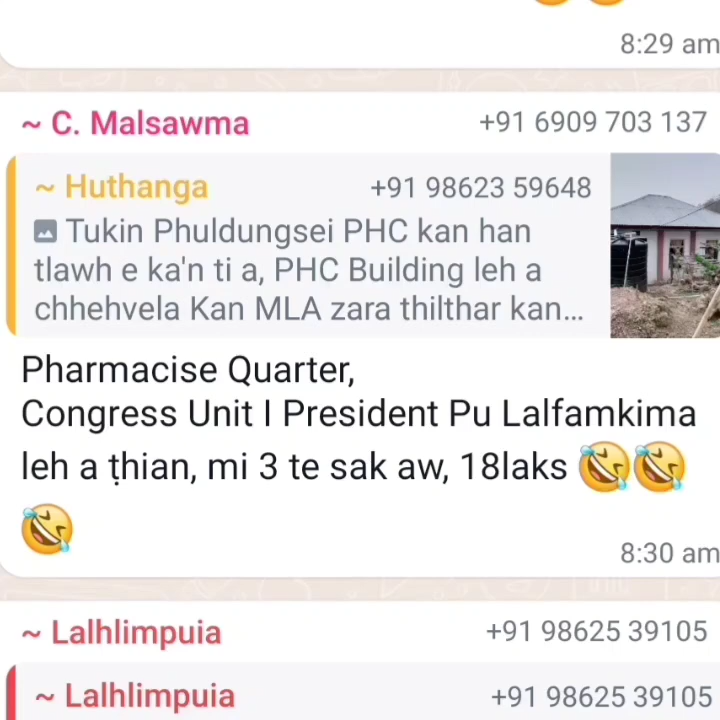 8:29 am
~ C. Malsawma +91 6909 703 137
~ Huthanga +91 98623 59648
Tukin Phuldungsei PHC kan han
tlawh e ka'n ti a, PHC Building leh a
chhehvela Kan MLA zara thilthar kan...
Pharmacise Quarter,
Congress Unit I President Pu Lalfamkima
leh a ṭhian, mi 3 te sak aw, 18laks 🤣🤣
🤣
8:30 am
~ Lalhlimpuia +91 98625 39105
~ Lalhlimpuia +91 98625 39105